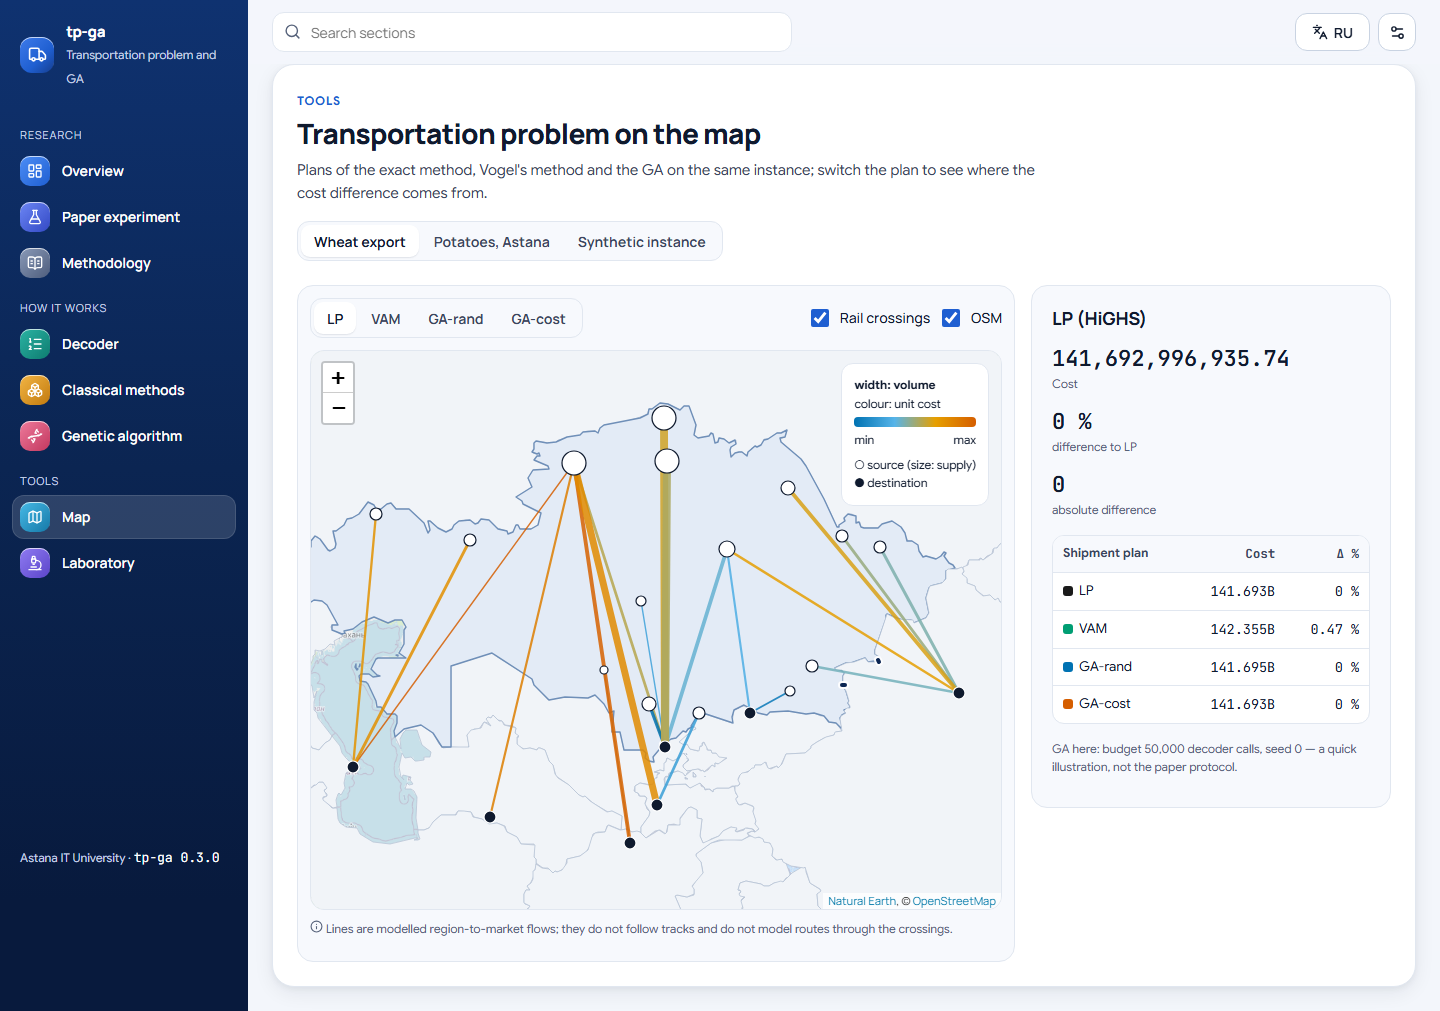 tp-ga
Transportation problem and
GA
RESEARCH
Overview
Paper experiment
Methodology
HOW IT WORKS
Decoder
Classical methods
Genetic algorithm
TOOLS
Map
Laboratory
Astana IT University · tp-ga 0.3.0
Search sections
RU
TOOLS
Transportation problem on the map
Plans of the exact method, Vogel's method and the GA on the same instance; switch the plan to see where the
cost difference comes from.
Wheat export
Potatoes, Astana
Synthetic instance
LP
VAM
GA-rand
GA-cost
Rail crossings
OSM
+
−
width: volume
colour: unit cost
min max
source (size: supply)
destination
Natural Earth, © OpenStreetMap
Lines are modelled region-to-market flows; they do not follow tracks and do not model routes through the crossings.
LP (HiGHS)
141,692,996,935.74
Cost
0 %
difference to LP
0
absolute difference
Shipment plan Cost Δ %
LP 141.693B 0 %
VAM 142.355B 0.47 %
GA-rand 141.695B 0 %
GA-cost 141.693B 0 %
GA here: budget 50,000 decoder calls, seed 0 — a quick
illustration, not the paper protocol.